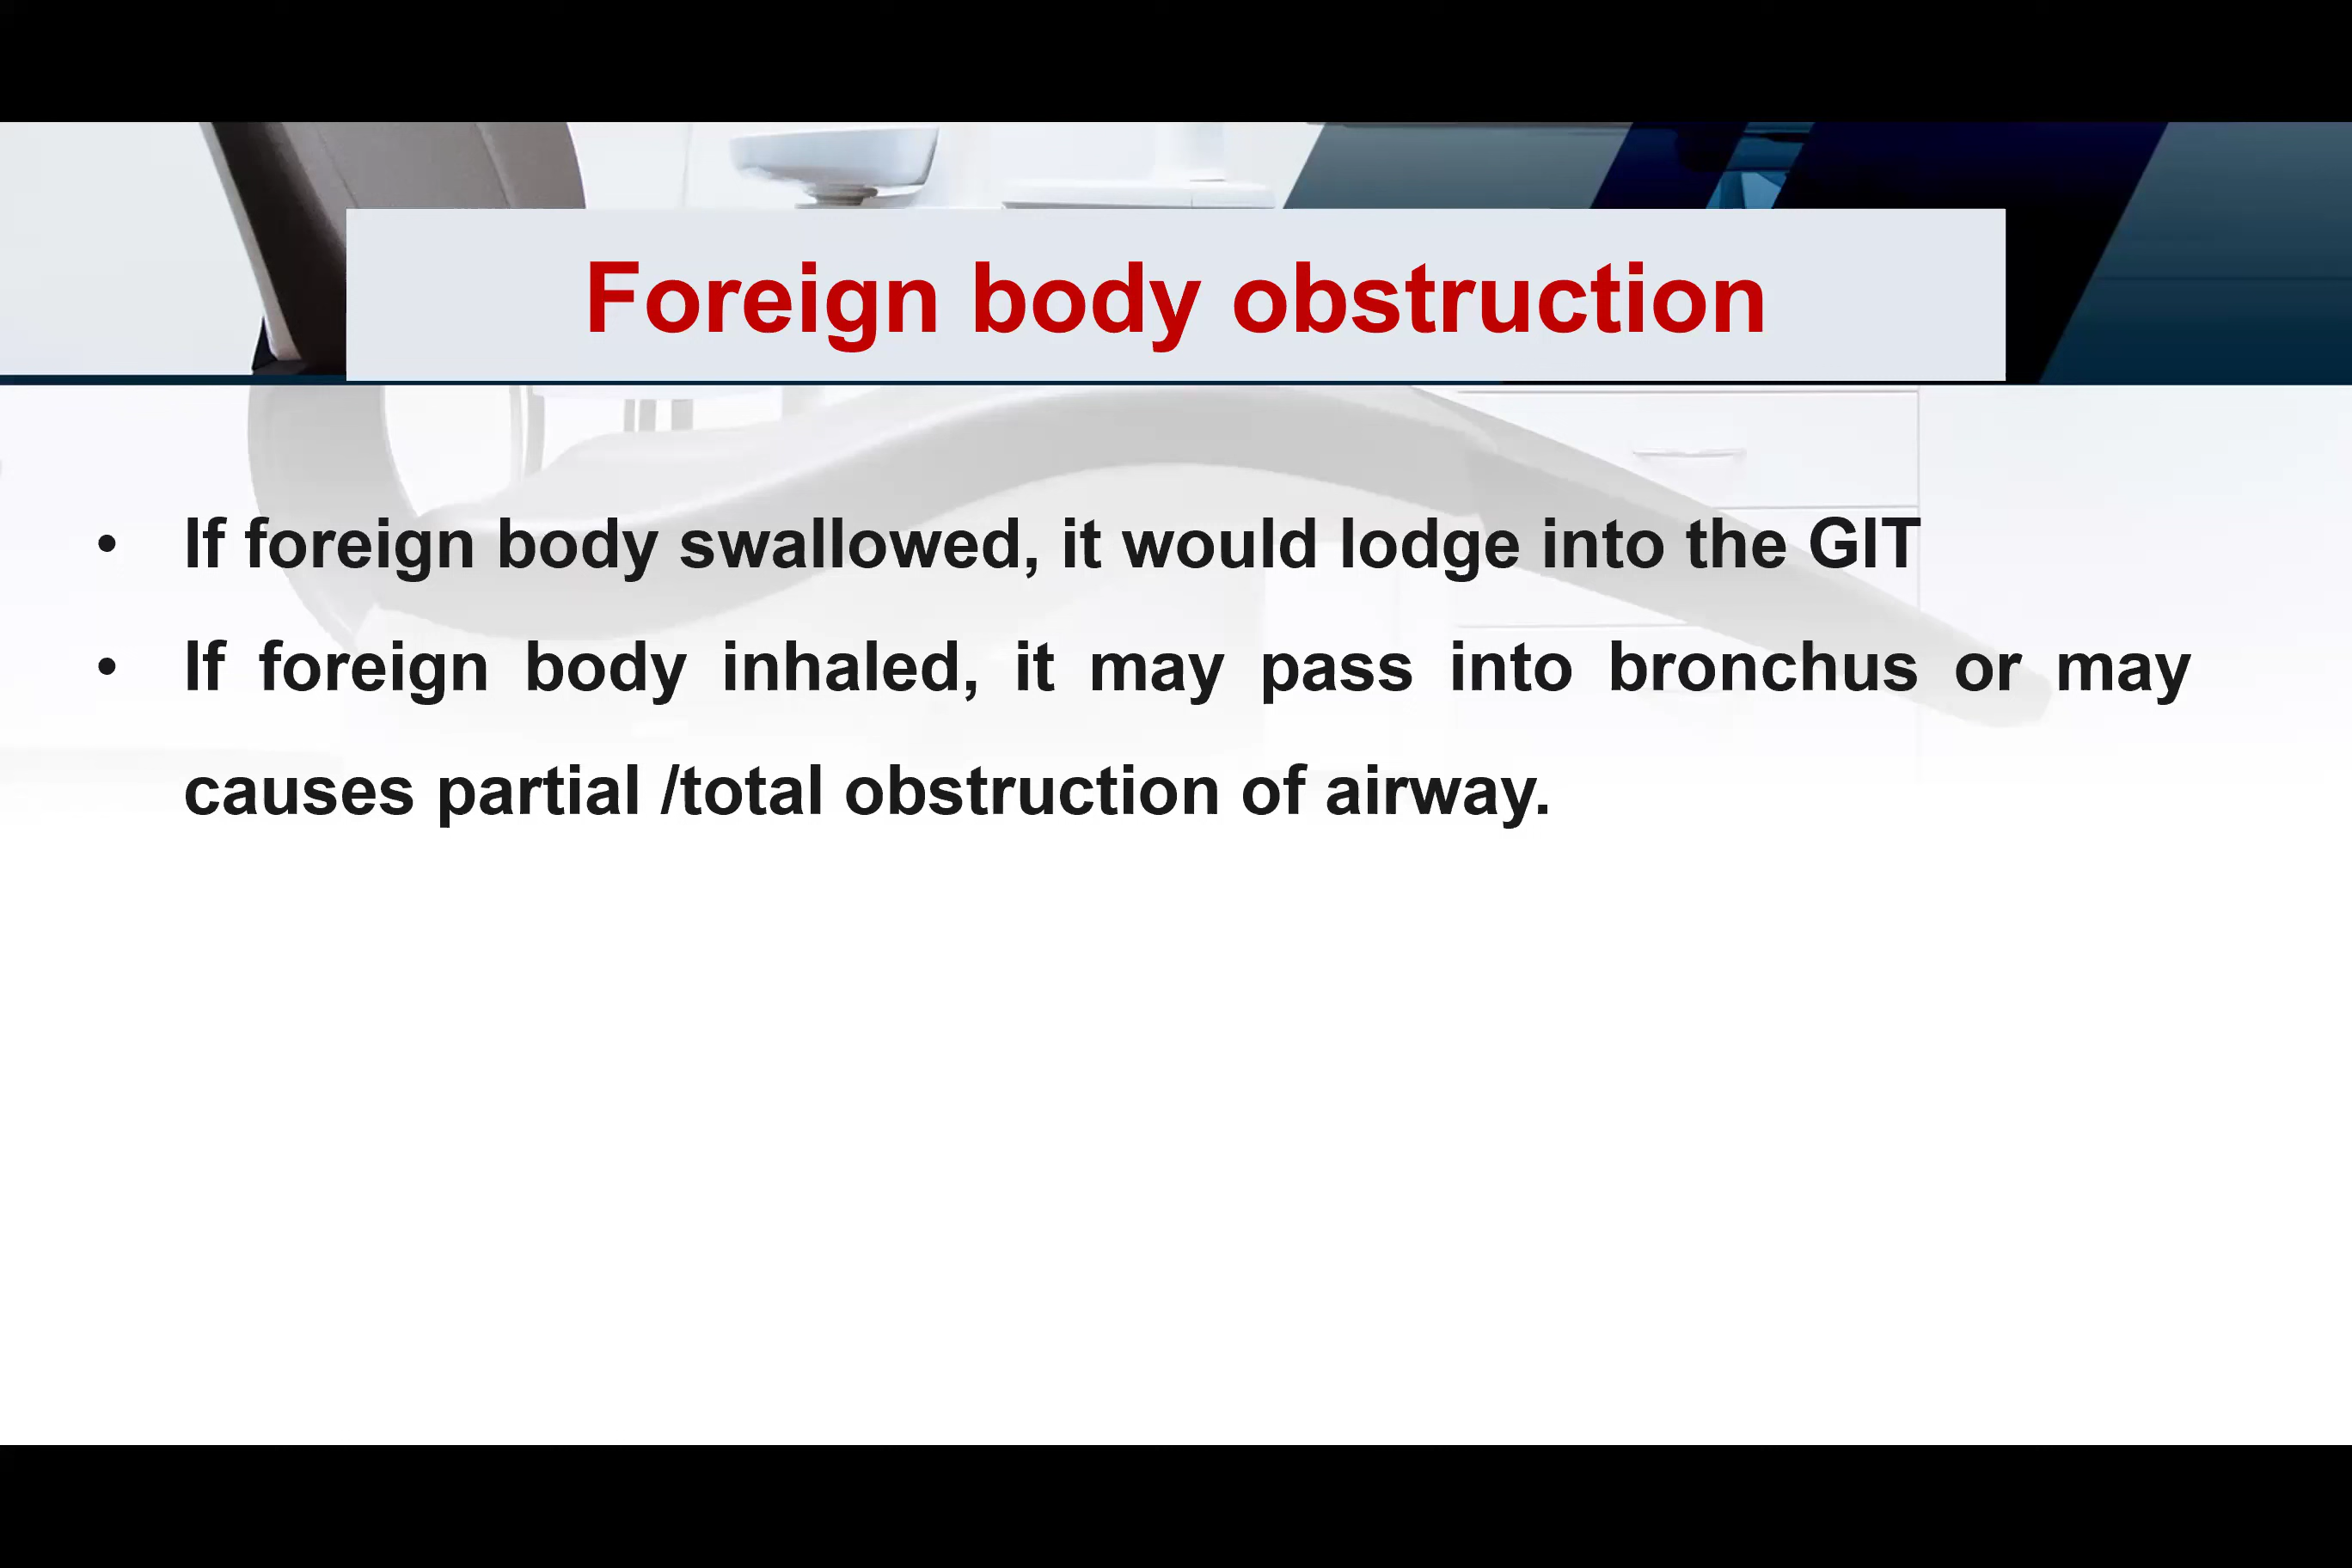 Foreign body obstruction
• If foreign body swallowed, it would lodge into the GIT
• If foreign body inhaled, it may pass into bronchus or may
causes partial /total obstruction of airway.